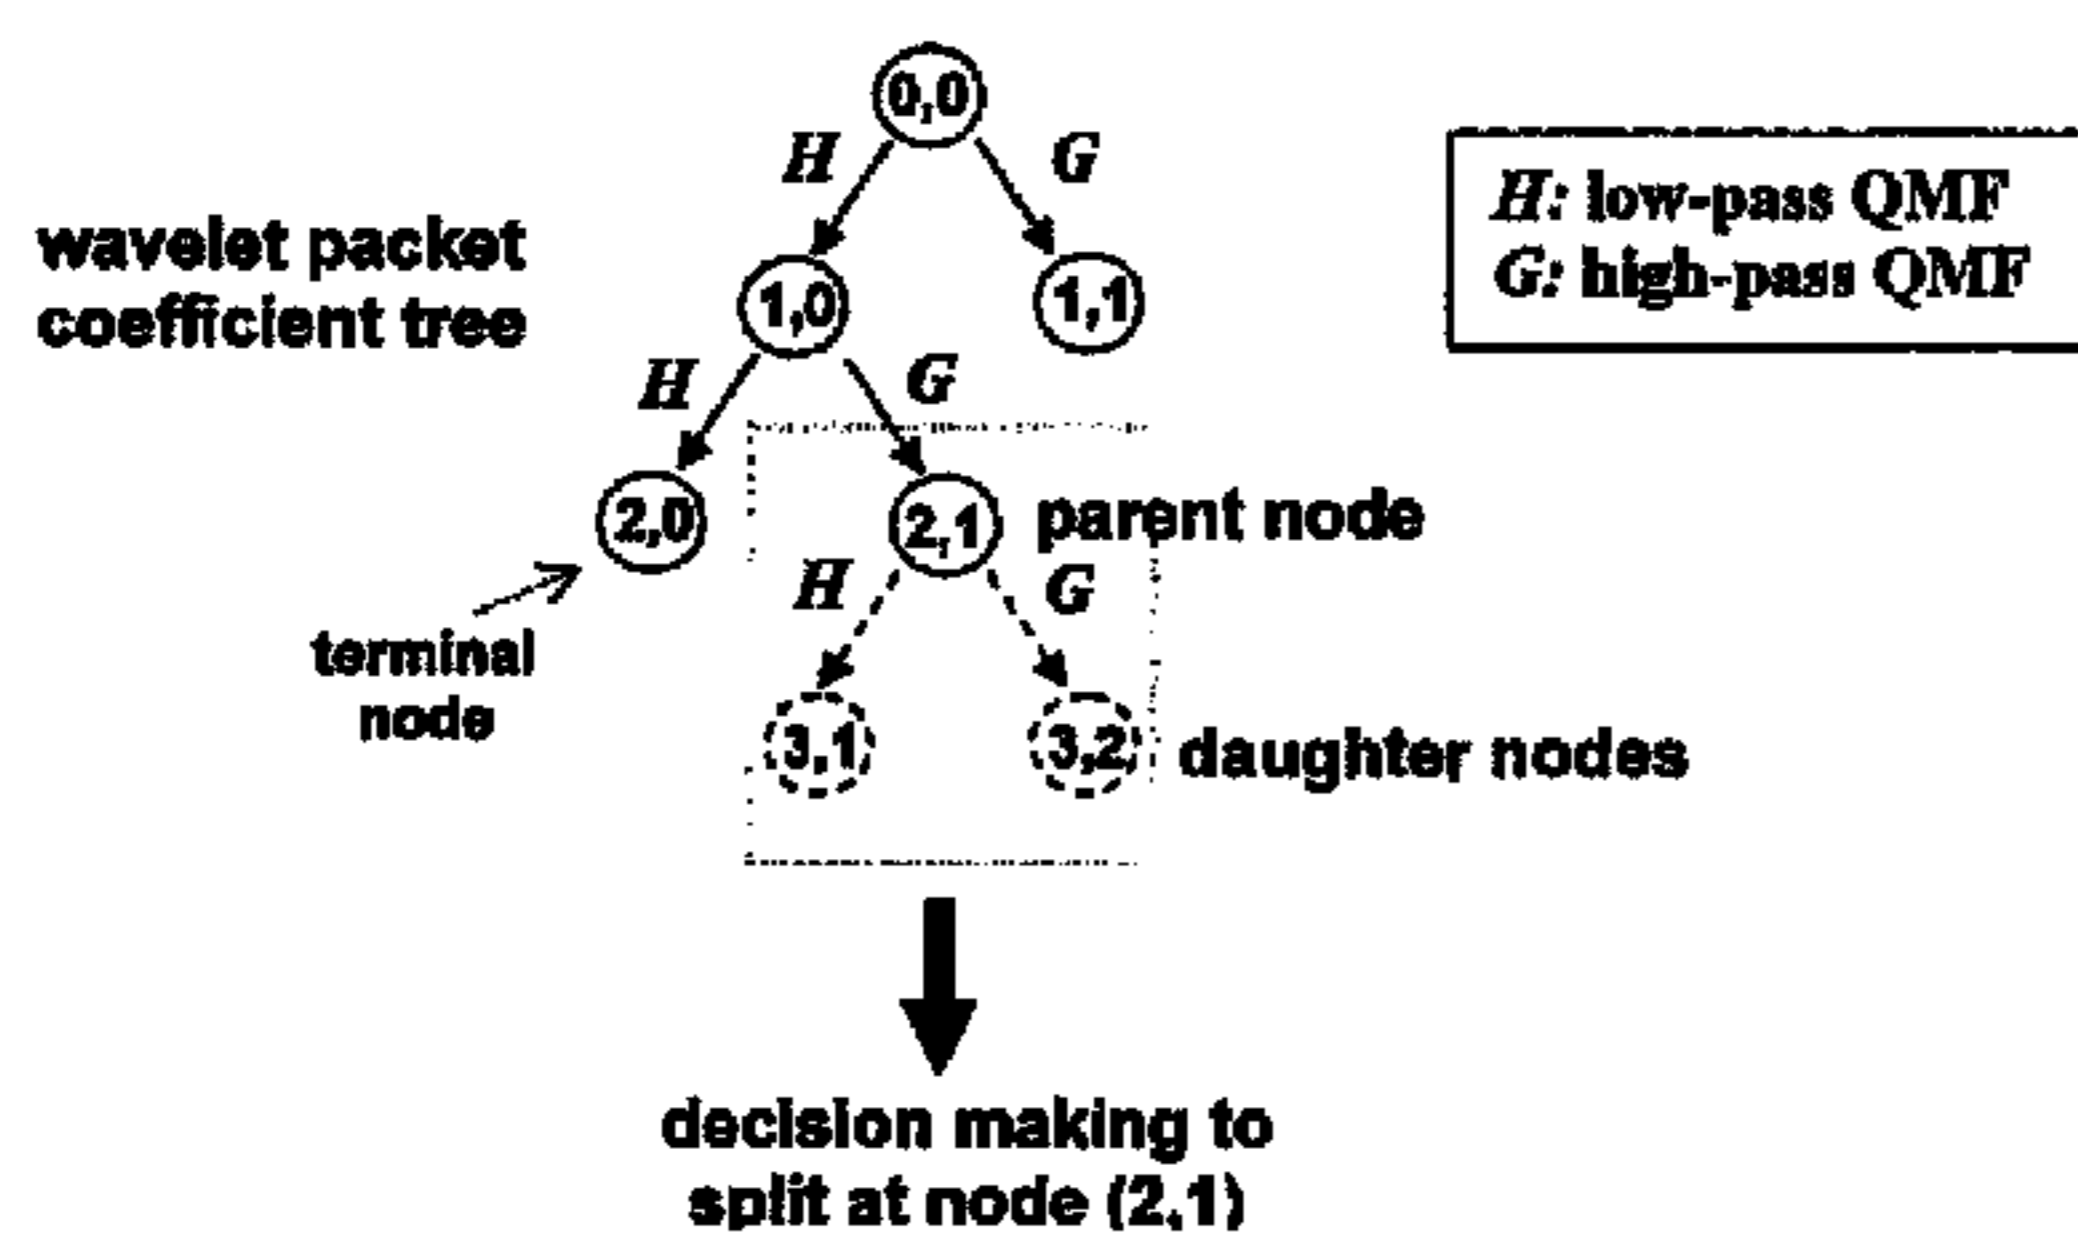 0,0
H
G
H: low-pass QMF
G: high-pass QMF
wavelet packet
coefficient tree
1,0
1,1
H
G
2,0
2,1
parent node
H
G
terminal
node
3,1
3,2
daughter nodes
decision making to
split at node (2,1)